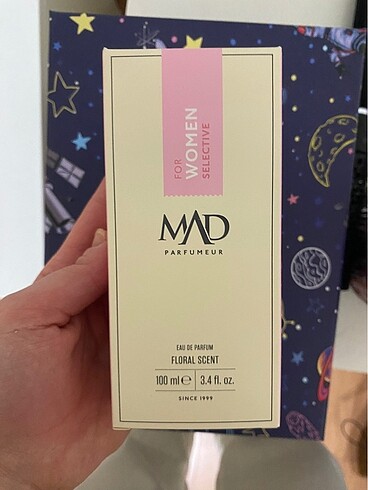 FOR
WOMEN
SELECTIVE
MAD
PARFUMEUR
EAU DE PARFUM
FLORAL SCENT
100 ml ℮ 3.4 fl. oz.
SINCE 1999